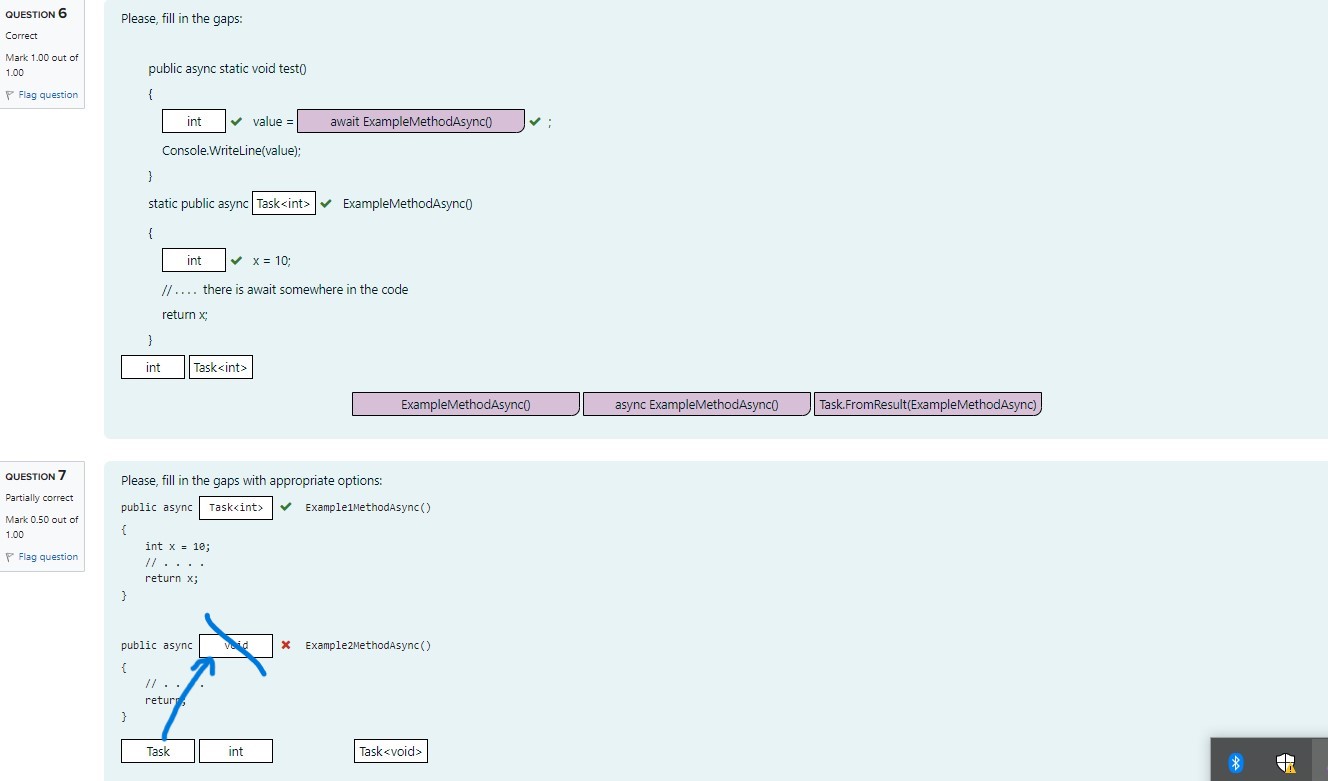 QUESTION 6
Correct
Mark 1.00 out of
1.00
Flag question
Please, fill in the gaps:
public async static void test()
{
int value = await ExampleMethodAsync() ;
Console.WriteLine(value);
}
static public async Task<int> ExampleMethodAsync()
{
int x = 10;
// . . . . there is await somewhere in the code
return x;
}
int Task<int>
ExampleMethodAsync() async ExampleMethodAsync() Task.FromResult(ExampleMethodAsync)
QUESTION 7
Partially correct
Mark 0.50 out of
1.00
Flag question
Please, fill in the gaps with appropriate options:
public async Task<int> Example1MethodAsync()
{
int x = 10;
// . . . .
return x;
}
public async void Example2MethodAsync()
{
// . . . .
return;
}
Task int Task<void>